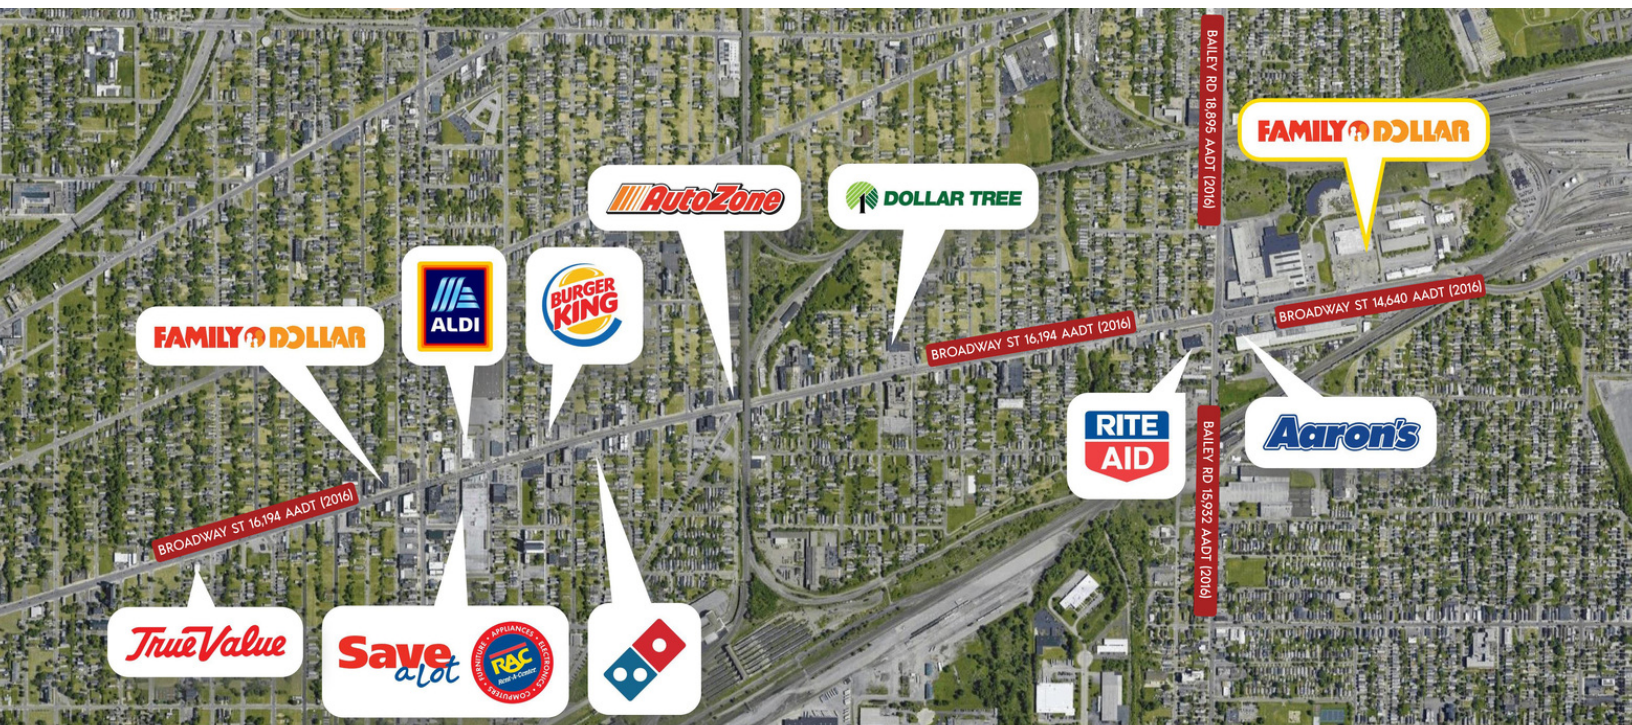 BAILEY RD 18,895 AADT (2016)
FAMILY DOLLAR
AutoZone
DOLLAR TREE
ALDI
BURGER
KING
FAMILY DOLLAR
BROADWAY ST 14,640 AADT (2016)
BROADWAY ST 16,194 AADT (2016)
RITE
AID
Aaron's
BAILEY RD 15,932 AADT (2016)
BROADWAY ST 16,194 AADT (2016)
True Value
Save
a lot
FURNITURE • APPLIANCES • ELECTRONICS • COMPUTERS
RAC
Rent-A-Center